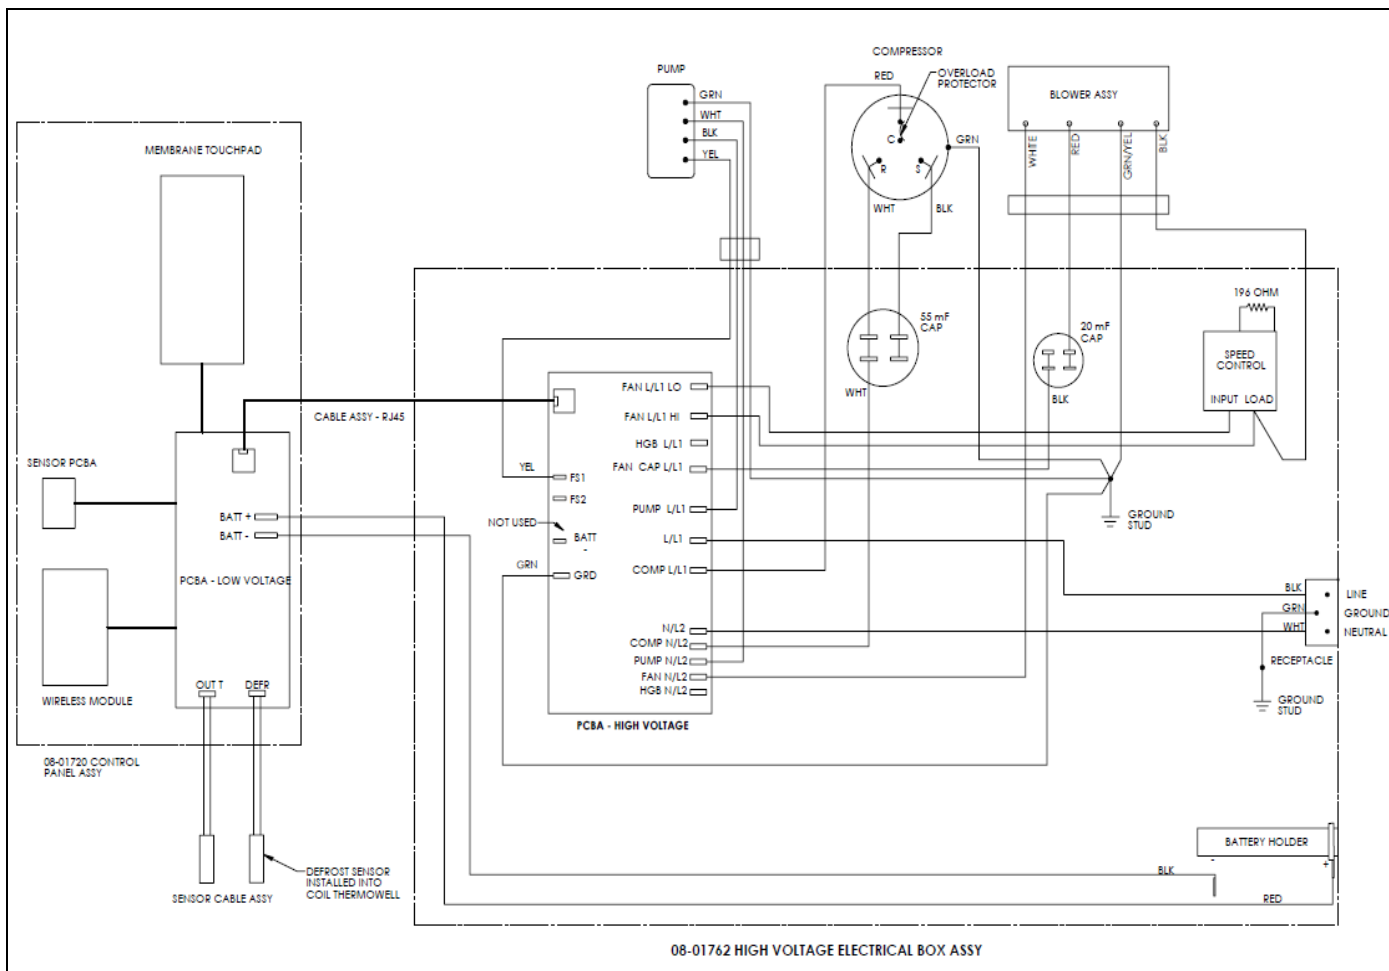 COMPRESSOR
RED
OVERLOAD
PROTECTOR
PUMP
GRN
WHT
BLK
YEL
C
R
S
GRN
WHT
BLK
BLOWER ASSY
WHITE
RED
GRN/YEL
BLK
MEMBRANE TOUCHPAD
196 OHM
55 mF
CAP
20 mF
CAP
SPEED
CONTROL
INPUT LOAD
WHT
BLK
CABLE ASSY - RJ45
FAN L/L1 LO
FAN L/L1 HI
HGB L/L1
FAN CAP L/L1
PUMP L/L1
L/L1
COMP L/L1
N/L2
COMP N/L2
PUMP N/L2
FAN N/L2
HGB N/L2
YEL
FS1
FS2
NOT USED
BATT
-
GRN
GRD
PCBA - HIGH VOLTAGE
SENSOR PCBA
BATT +
BATT -
PCBA - LOW VOLTAGE
WIRELESS MODULE
OUT T
DEFR
08-01720 CONTROL
PANEL ASSY
GROUND
STUD
BLK
GRN
WHT
LINE
GROUND
NEUTRAL
RECEPTACLE
GROUND
STUD
BATTERY HOLDER
-
+
BLK
RED
DEFROST SENSOR
INSTALLED INTO
COIL THERMOWELL
SENSOR CABLE ASSY
08-01762 HIGH VOLTAGE ELECTRICAL BOX ASSY